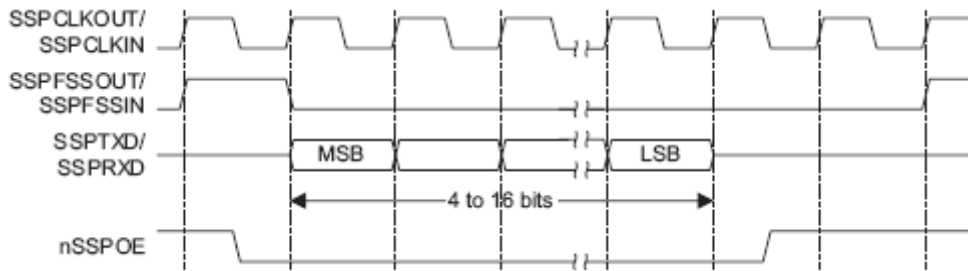 SSPCLKOUT/
SSPCLKIN
SSPFSSOUT/
SSPFSSIN
SSPTXD/
SSPRXD
MSB
LSB
4 to 16 bits
nSSPOE